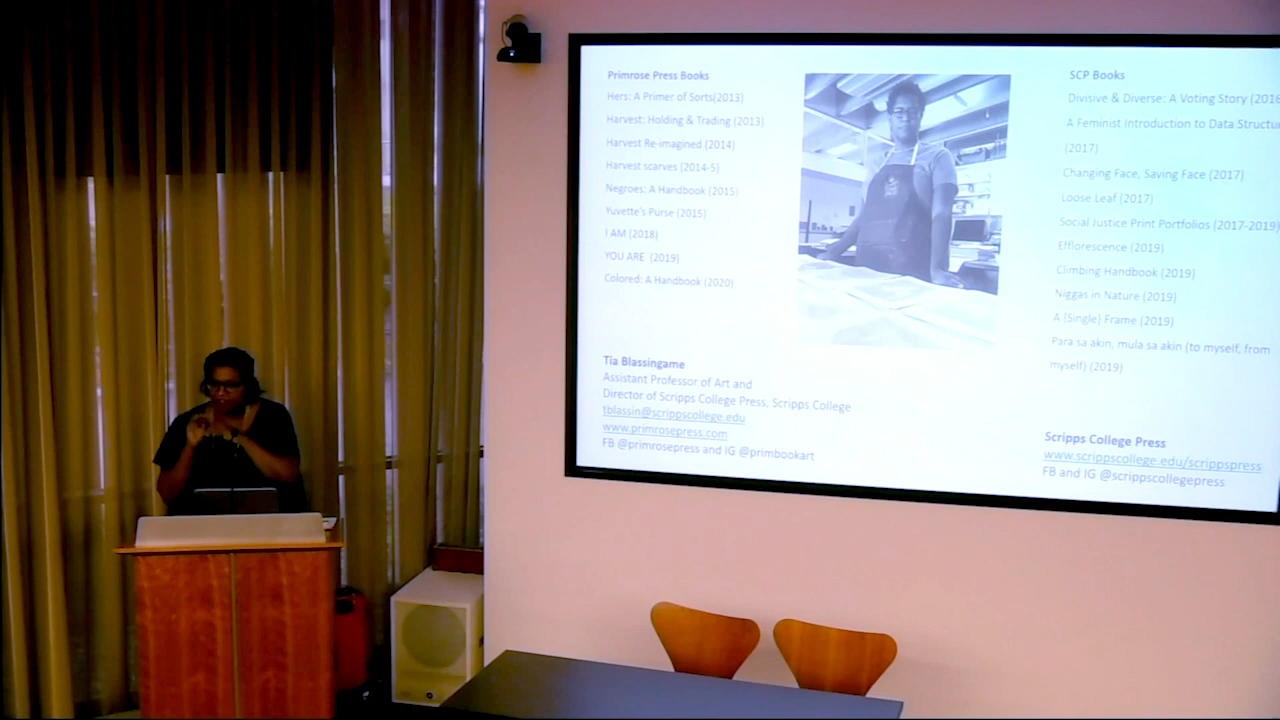 Primrose Press Books
Hers: A Primer of Sorts(2013)
Harvest: Holding & Trading (2013)
Harvest Re-imagined (2014)
Harvest scarves (2014-5)
Negroes: A Handbook (2015)
Yuvette's Purse (2015)
I AM (2018)
YOU ARE (2019)
Colored: A Handbook (2020)
Tia Blassingame
Assistant Professor of Art and
Director of Scripps College Press, Scripps College
tblassin@scrippscollege.edu
www.primrosepress.com
FB @primrosepress and IG @primbookart
SCP Books
Divisive & Diverse: A Voting Story (2016
A Feminist Introduction to Data Structu
(2017)
Changing Face, Saving Face (2017)
Loose Leaf (2017)
Social Justice Print Portfolios (2017-2019)
Efflorescence (2019)
Climbing Handbook (2019)
Niggas in Nature (2019)
A (Single) Frame (2019)
Para sa akin, mula sa akin (to myself, from
myself) (2019)
Scripps College Press
www.scrippscollege.edu/scrippspress
FB and IG @scrippscollegepress